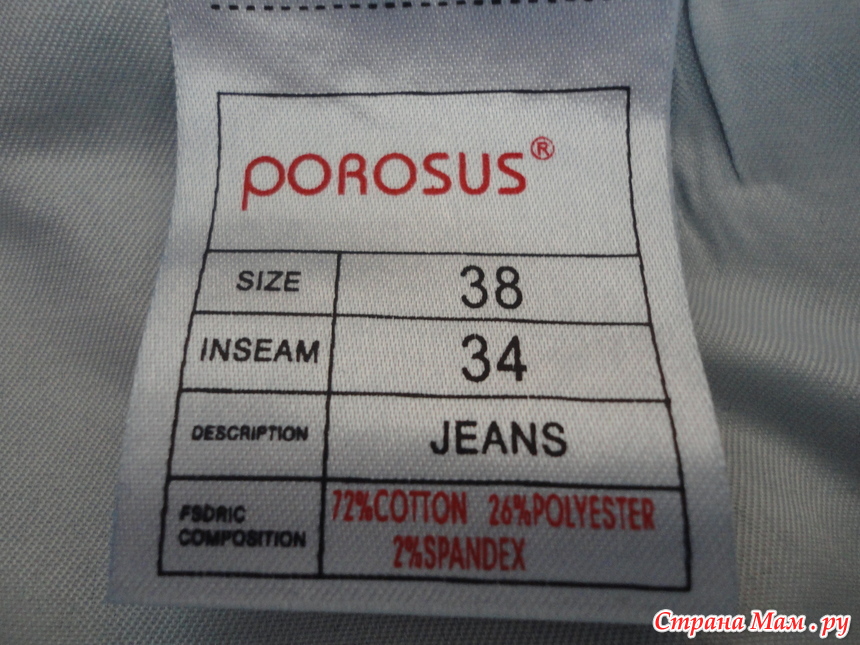 POROSUS®
SIZE 38
INSEAM 34
DESCRIPTION JEANS
FSDRIC
COMPOSITION
72%COTTON 26%POLYESTER
2%SPANDEX
Страна Мам.ру